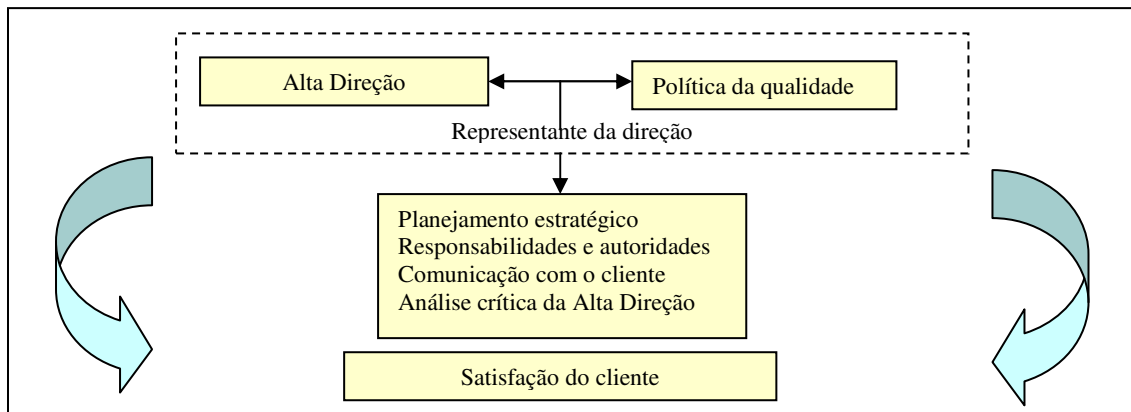 Alta Direção
Política da qualidade
Representante da direção
Planejamento estratégico
Responsabilidades e autoridades
Comunicação com o cliente
Análise crítica da Alta Direção
Satisfação do cliente